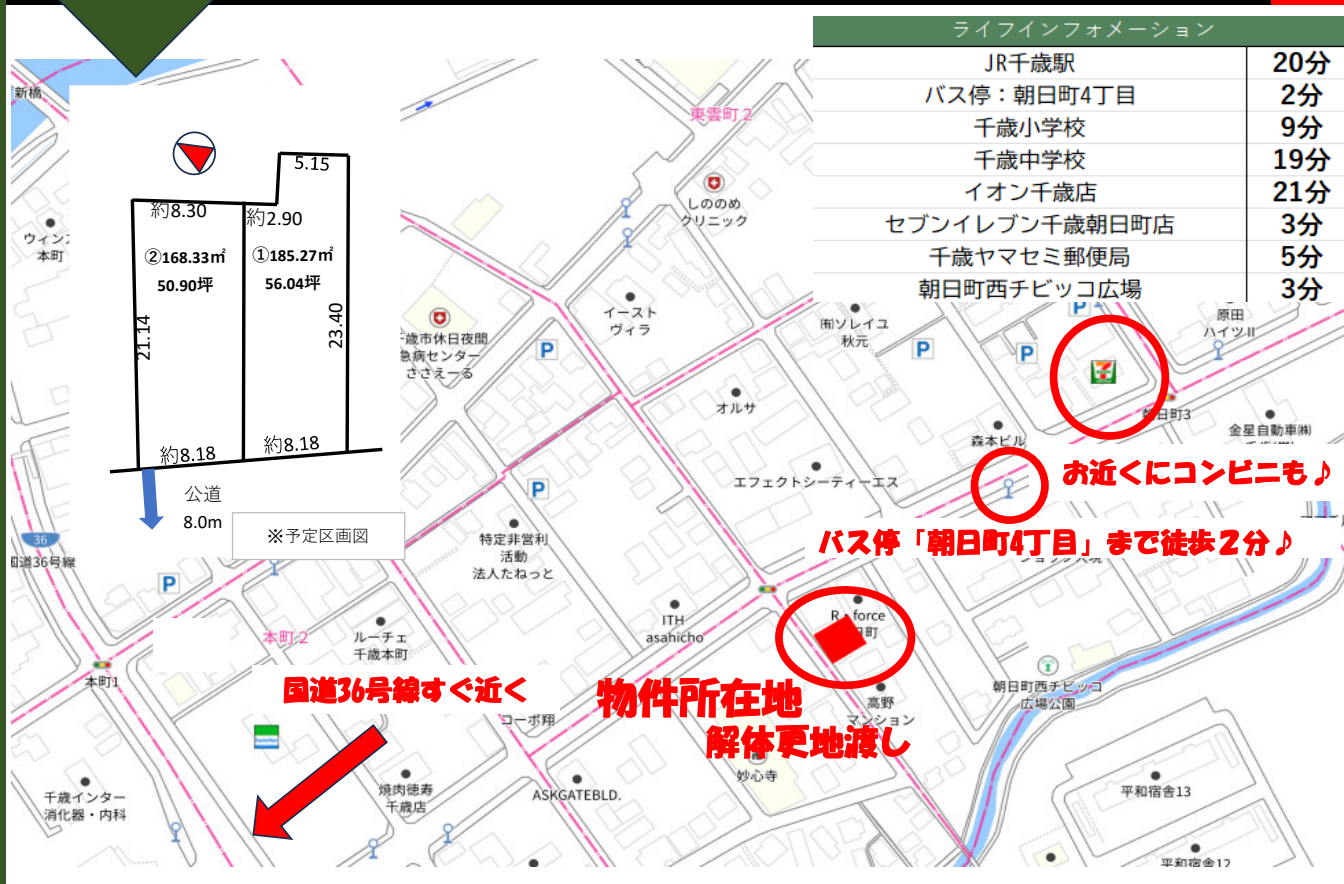 ライフインフォメーション
JR千歳駅 20分
バス停：朝日町4丁目 2分
千歳小学校 9分
千歳中学校 19分
イオン千歳店 21分
セブンイレブン千歳朝日町店 3分
千歳ヤマセミ郵便局 5分
朝日町西チビッコ広場 3分
新橋
東雲町2
5.15
約8.30
約2.90
②168.33㎡
50.90坪
①185.27㎡
56.04坪
21.14
23.40
約8.18
約8.18
公道
8.0m
※予定区画図
しののめ
クリニック
本町
歳市休日夜間
急病センター
ささえーる
P
イースト
ヴィラ
㈲ソレイユ
秋元
P
P
P
原田
ハイツⅡ
オルサ
朝日町3
森本ビル
金星自動車㈱
お近くにコンビニも♪
エフェクトシーティーエス
バス停「朝日町4丁目」まで徒歩2分♪
P
36
国道36号線
特定非営利
活動
法人たねっと
P
ITH
asahicho
R-force
日町
本町2
ルーチェ
千歳本町
本町1
国道36号線すぐ近く
物件所在地
解体更地渡し
高野
マンション
朝日町西チビッコ
広場公園
コーポ翔
妙心寺
焼肉徳寿
千歳店
ASKGATEBLD.
千歳インター
消化器・内科
平和宿舎13
平和宿舎12